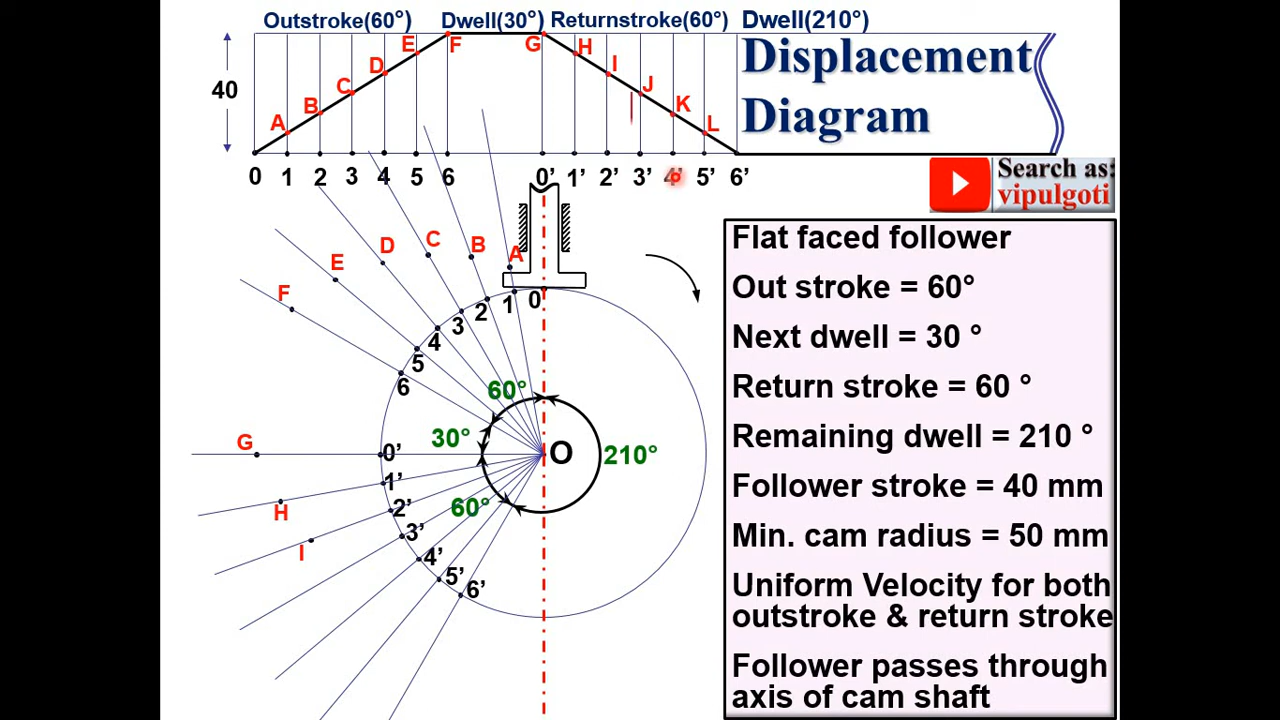 Outstroke(60°) Dwell(30°) Returnstroke(60°) Dwell(210°)
40
A B C D E F G H I J K L
0 1 2 3 4 5 6 0' 1' 2' 3' 4' 5' 6'
Displacement
Diagram
Search as:
vipulgoti
F E D C B A
6 5 4 3 2 1 0
G
H
I
0'
1'
2'
3'
4'
5'
6'
60°
30°
60°
O
210°
Flat faced follower
Out stroke = 60°
Next dwell = 30 °
Return stroke = 60 °
Remaining dwell = 210 °
Follower stroke = 40 mm
Min. cam radius = 50 mm
Uniform Velocity for both
outstroke & return stroke
Follower passes through
axis of cam shaft